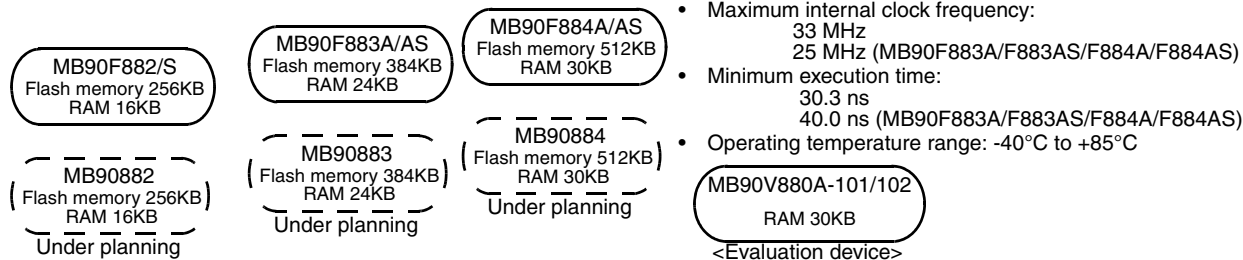 MB90F882/S
Flash memory 256KB
RAM 16KB
MB90882
Flash memory 256KB
RAM 16KB
Under planning
MB90F883A/AS
Flash memory 384KB
RAM 24KB
MB90883
Flash memory 384KB
RAM 24KB
Under planning
MB90F884A/AS
Flash memory 512KB
RAM 30KB
MB90884
Flash memory 512KB
RAM 30KB
Under planning
• Maximum internal clock frequency:
33 MHz
25 MHz (MB90F883A/F883AS/F884A/F884AS)
• Minimum execution time:
30.3 ns
40.0 ns (MB90F883A/F883AS/F884A/F884AS)
• Operating temperature range: -40°C to +85°C
MB90V880A-101/102
RAM 30KB
<Evaluation device>